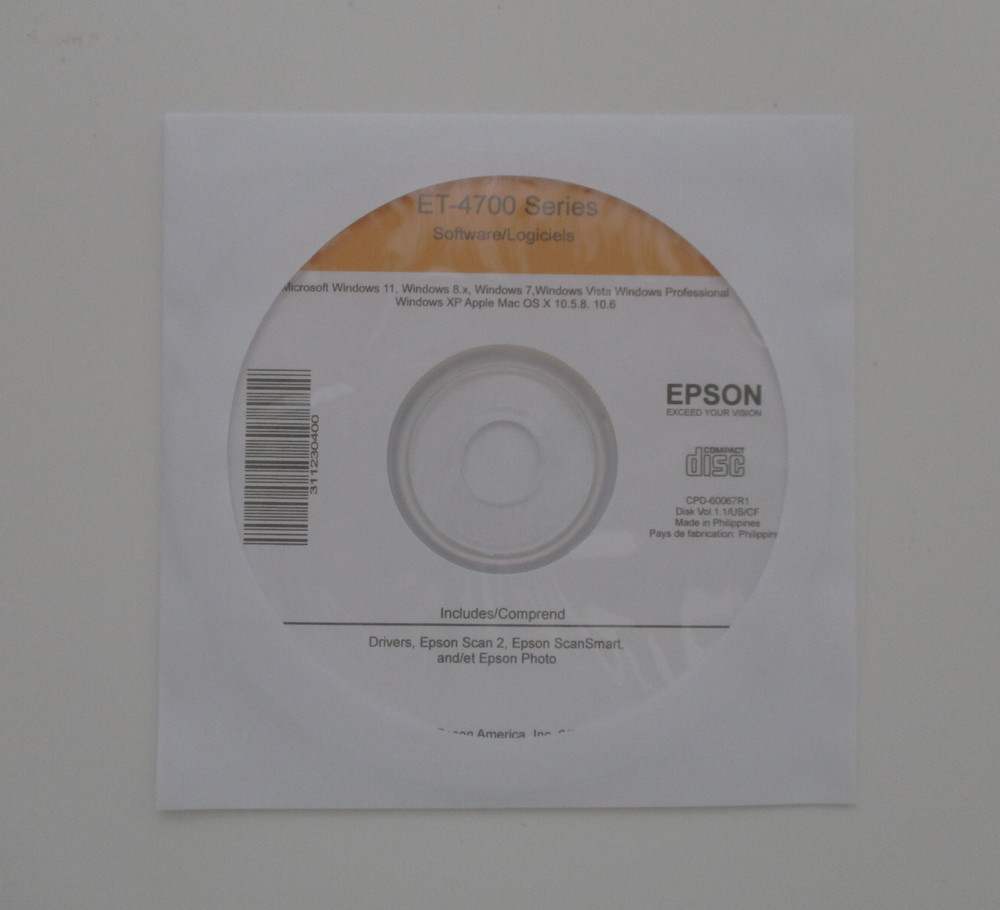 ET-4700 Series
Software/Logiciels
Microsoft Windows 11, Windows 8.x, Windows 7,Windows Vista Windows Professional
Windows XP Apple Mac OS X 10.5.8. 10.6
311230400
EPSON
EXCEED YOUR VISION
COMPACT
disc
CPD-60067R1
Disk Vol.1.1/US/CF
Made in Philippines
Pays de fabrication: Philippin
Includes/Comprend
Drivers, Epson Scan 2, Epson ScanSmart,
and/et Epson Photo
America, Inc.